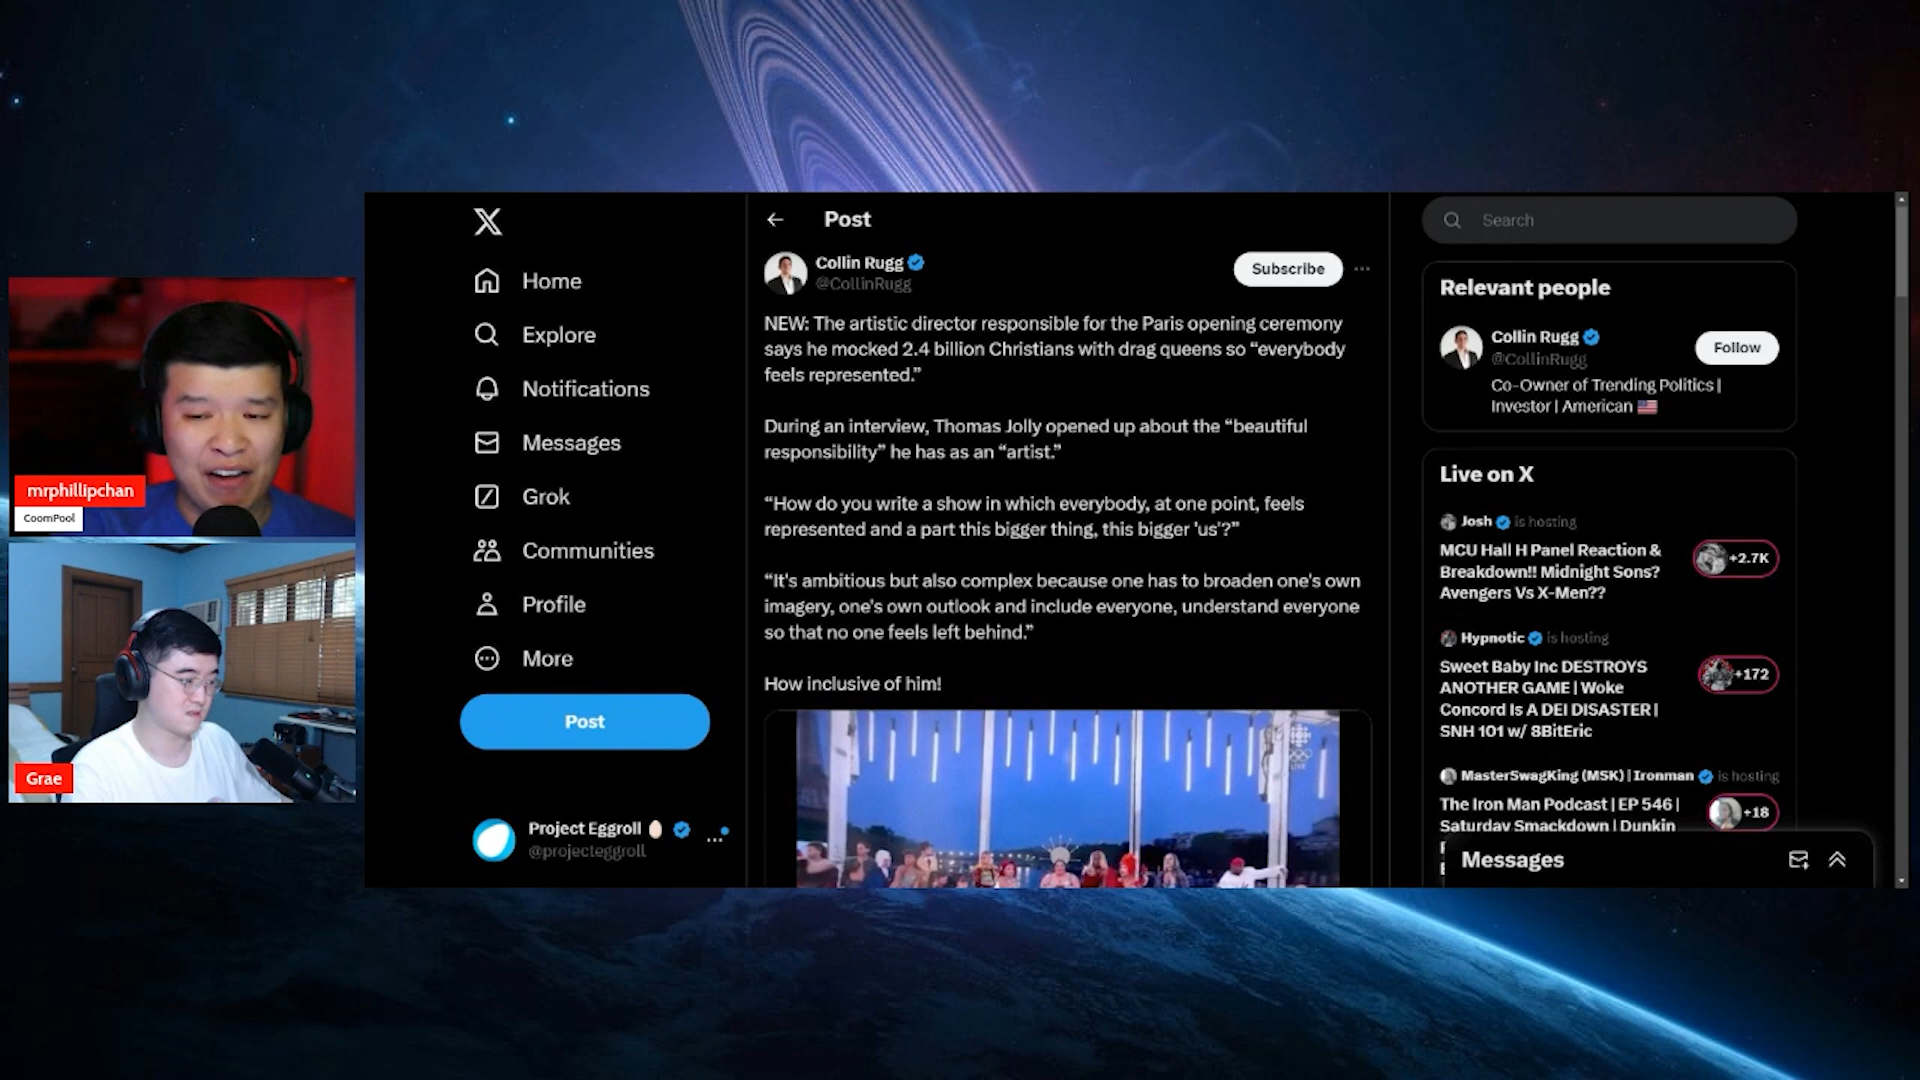 mrphillipchan
CoomPool
Grae
X
Home
Explore
Notifications
Messages
Grok
Communities
Profile
More
Post
Project Eggroll
@projecteggroll
Post
Collin Rugg
@CollinRugg
Subscribe
NEW: The artistic director responsible for the Paris opening ceremony
says he mocked 2.4 billion Christians with drag queens so “everybody
feels represented.”
During an interview, Thomas Jolly opened up about the “beautiful
responsibility” he has as an “artist.”
“How do you write a show in which everybody, at one point, feels
represented and a part this bigger thing, this bigger 'us'?”
“It's ambitious but also complex because one has to broaden one's own
imagery, one's own outlook and include everyone, understand everyone
so that no one feels left behind.”
How inclusive of him!
LIVE
Search
Relevant people
Collin Rugg
@CollinRugg
Follow
Co-Owner of Trending Politics |
Investor | American
Live on X
Josh is hosting
MCU Hall H Panel Reaction &
Breakdown!! Midnight Sons?
Avengers Vs X-Men??
+2.7K
Hypnotic is hosting
Sweet Baby Inc DESTROYS
ANOTHER GAME | Woke
Concord Is A DEI DISASTER |
SNH 101 w/ 8BitEric
+172
MasterSwagKing (MSK) | Ironman is hosting
The Iron Man Podcast | EP 546 |
Saturday Smackdown | Dunkin
+18
Messages